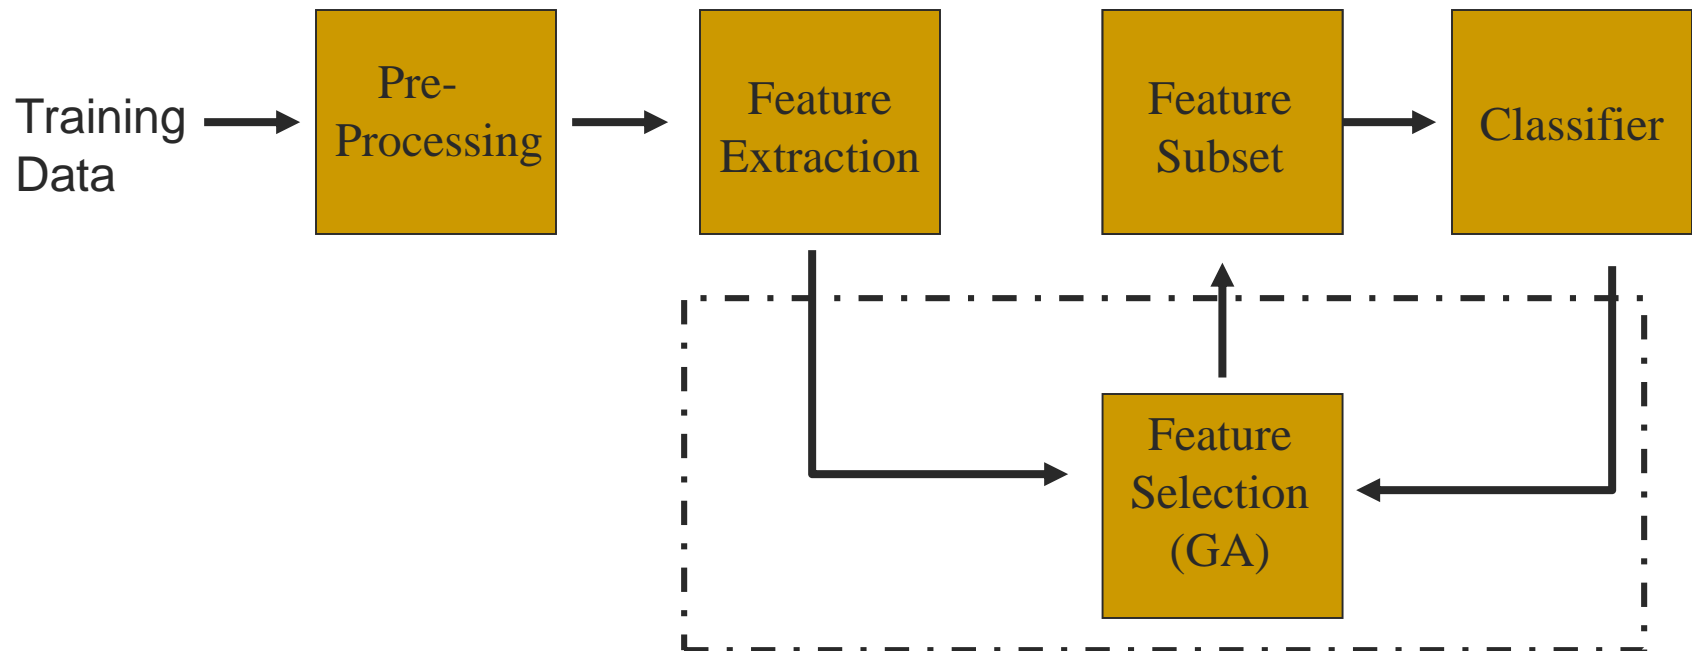 Training
Data
Pre-
Processing
Feature
Extraction
Feature
Subset
Classifier
Feature
Selection
(GA)